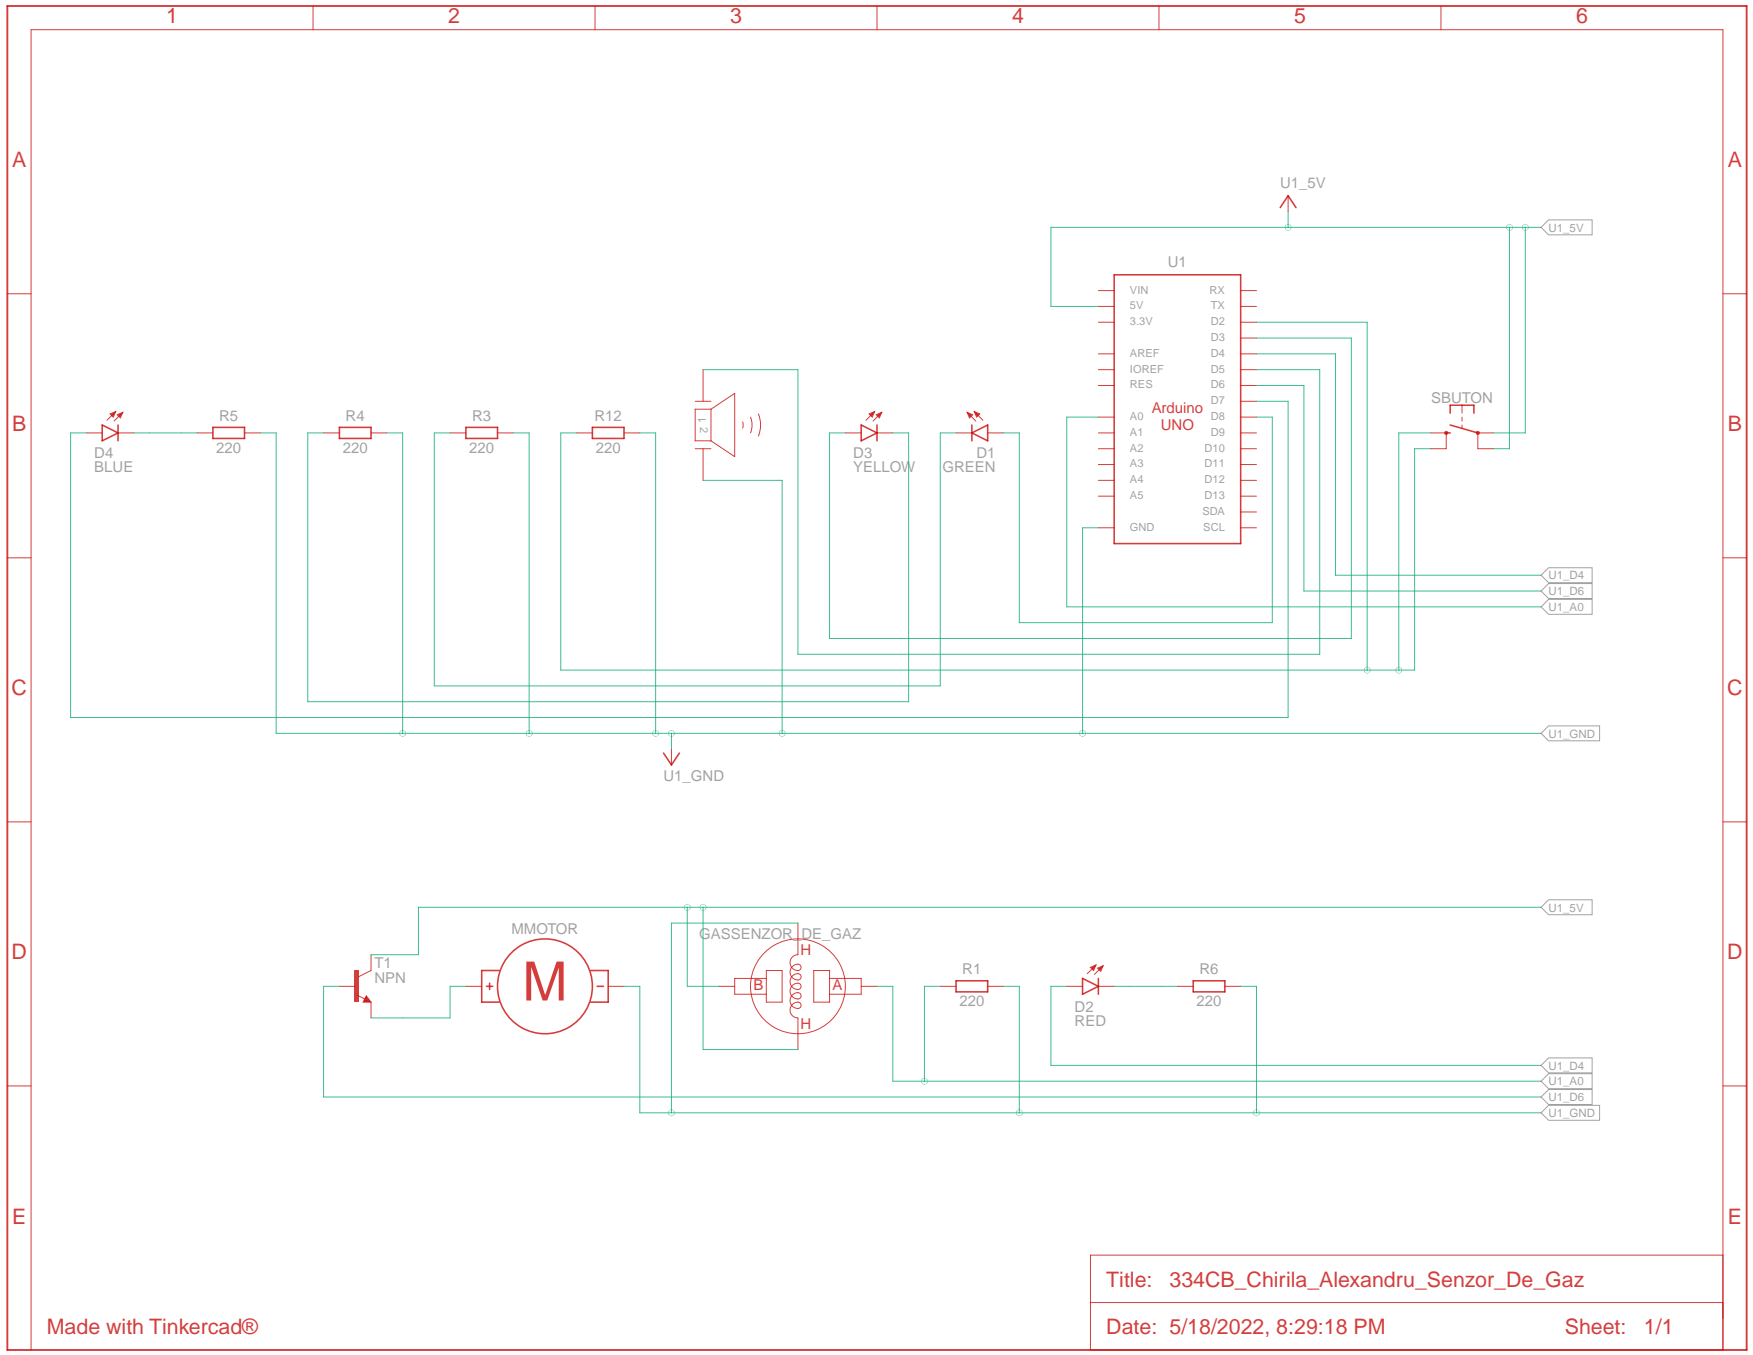 1 2 3 4 5 6
A A
U1_5V
U1_5V
U1
VIN RX
5V TX
3.3V D2
D3
AREF D4
IOREF D5
RES D6
D7
A0 Arduino D8
A1 UNO D9
A2 D10
A3 D11
A4 D12
A5 D13
SDA
GND SCL
SBUTON
B B
R5 R4 R3 R12
220 220 220 220
1 2
D4 D3 D1
BLUE YELLOW GREEN
U1_D4
U1_D6
U1_A0
C C
U1_GND
U1_GND
U1_5V
MMOTOR GASSENZOR_DE_GAZ
D D
T1
NPN
+ M -
H
B A
H
R1
220
D2
RED
R6
220
U1_D4
U1_A0
U1_D6
U1_GND
E E
Title: 334CB_Chirila_Alexandru_Senzor_De_Gaz
Made with Tinkercad®
Date: 5/18/2022, 8:29:18 PM Sheet: 1/1